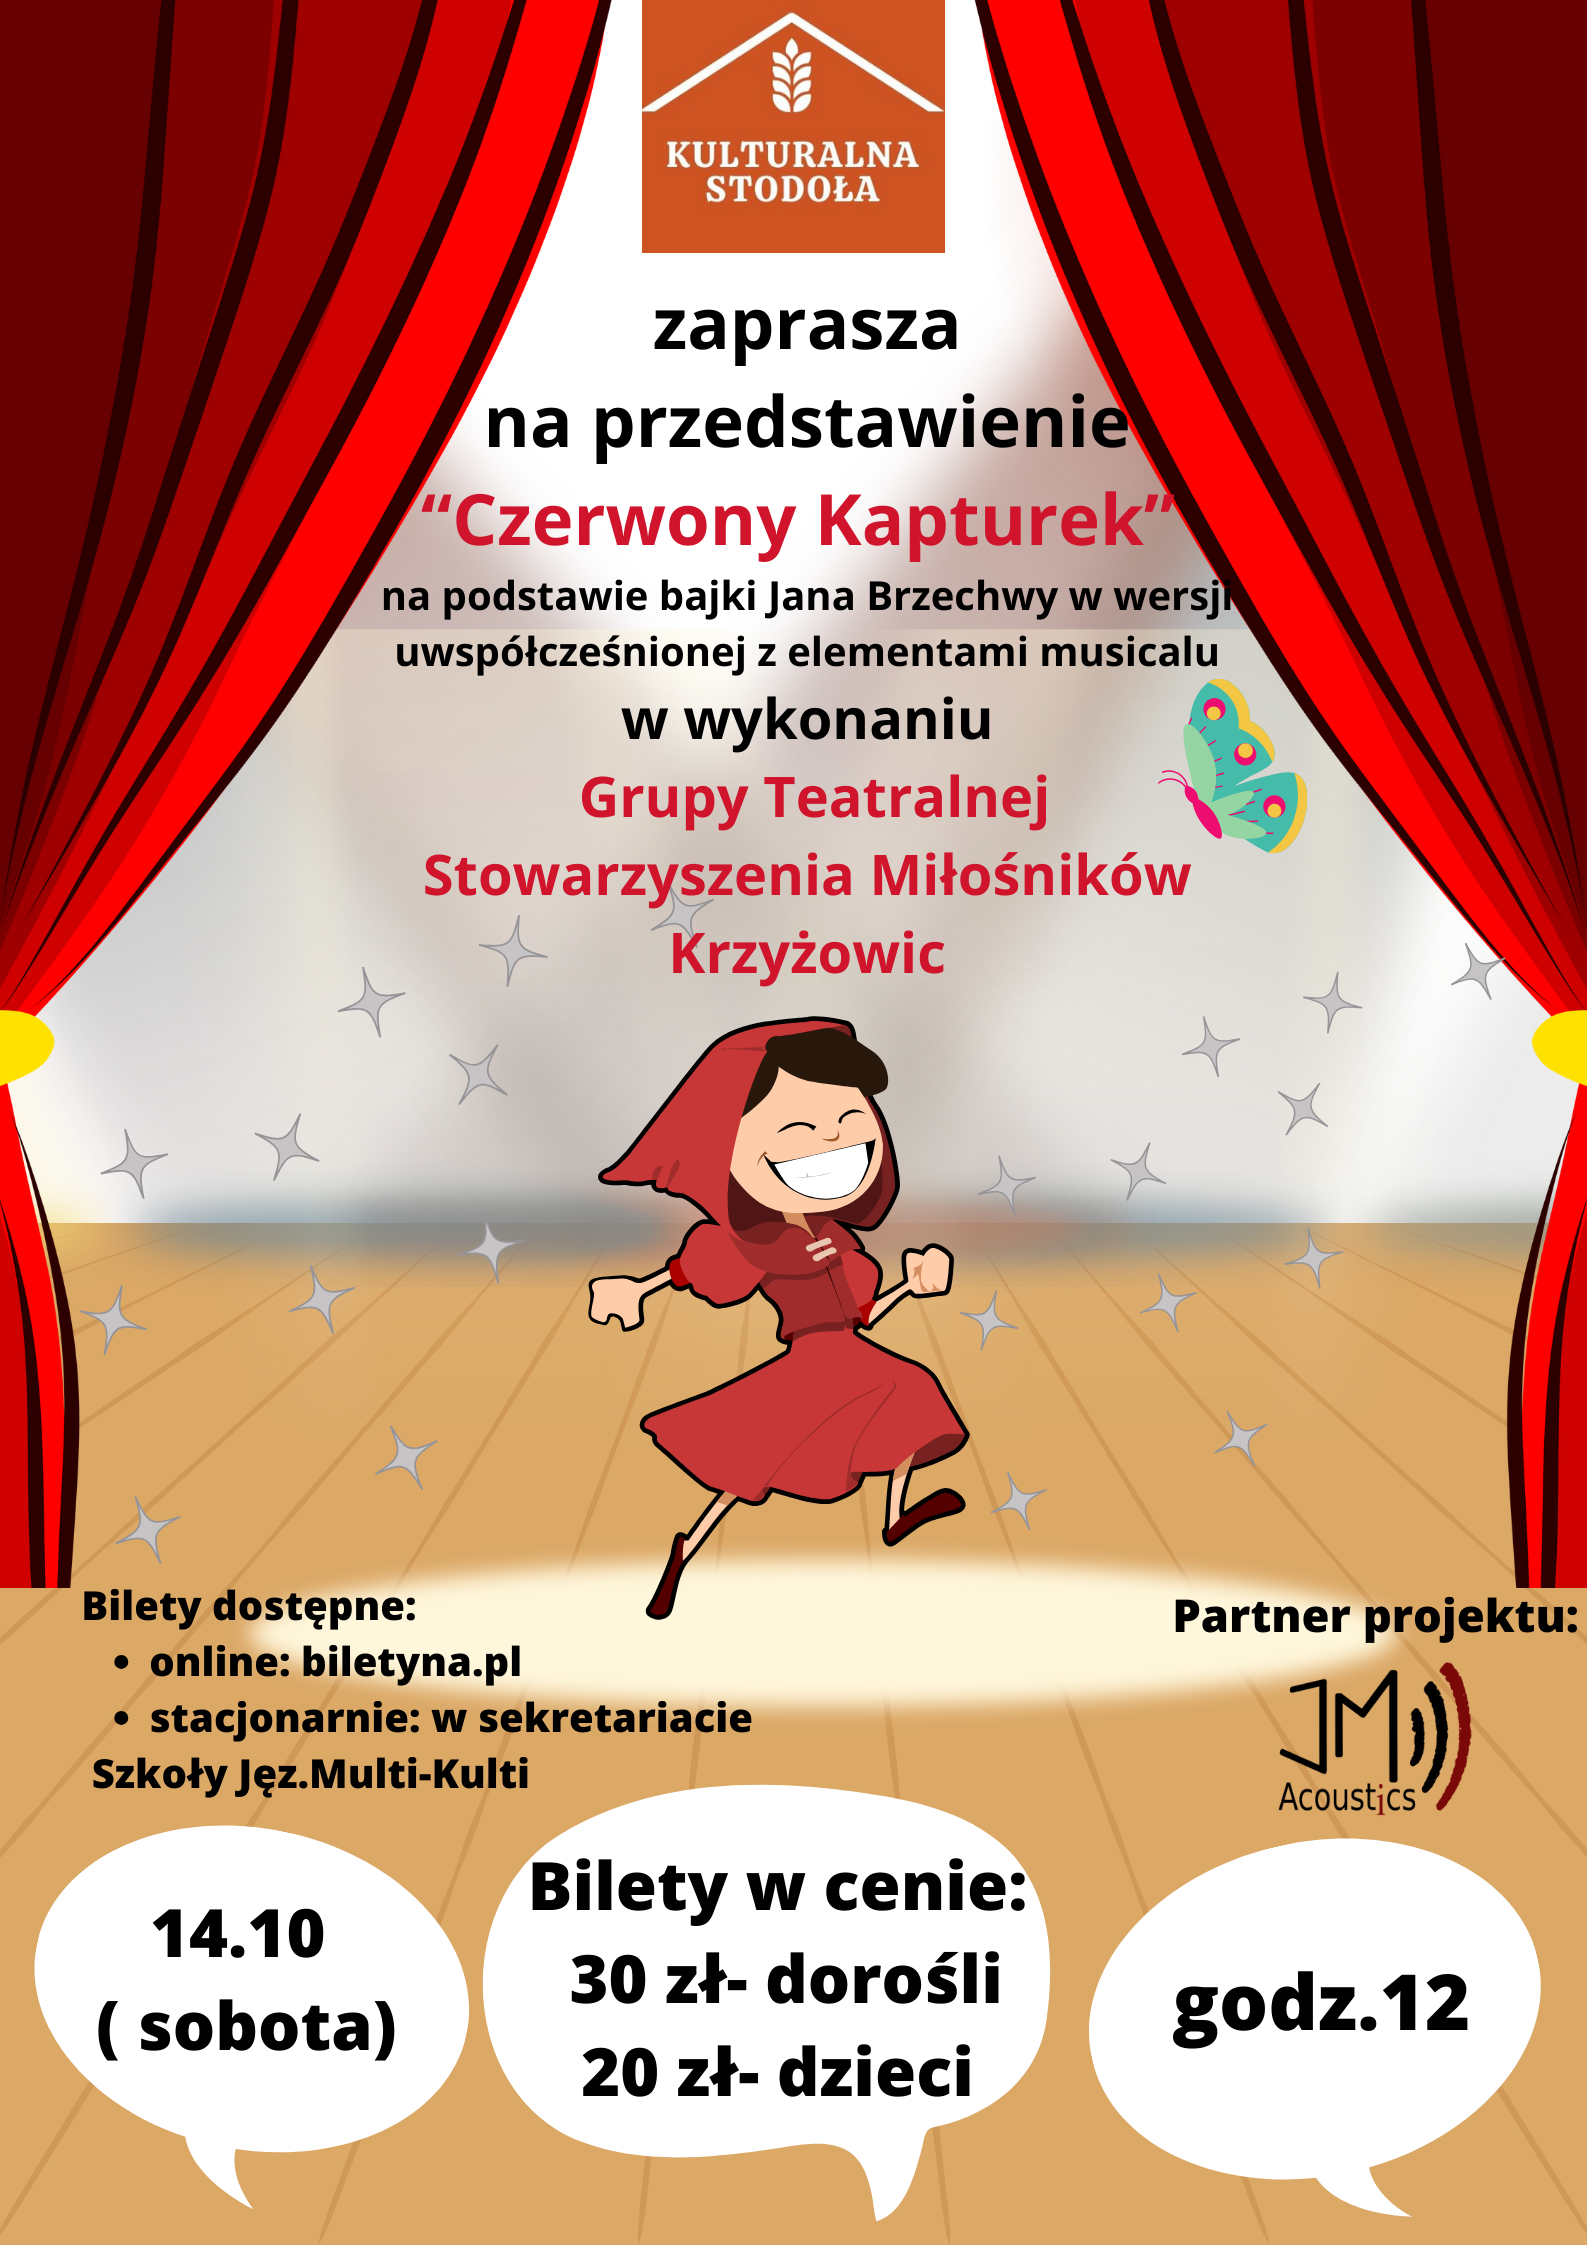 KULTURALNA
STODOŁA
zaprasza
na przedstawienie
“Czerwony Kapturek”
na podstawie bajki Jana Brzechwy w wersji
uwspółcześnionej z elementami musicalu
w wykonaniu
Grupy Teatralnej
Stowarzyszenia Miłośników
Krzyżowic
Bilety dostępne:
• online: biletyna.pl
• stacjonarnie: w sekretariacie
Szkoły Jęz.Multi-Kulti
Partner projektu:
JM
Acoustics
14.10
( sobota)
Bilety w cenie:
30 zł- dorośli
20 zł- dzieci
godz.12